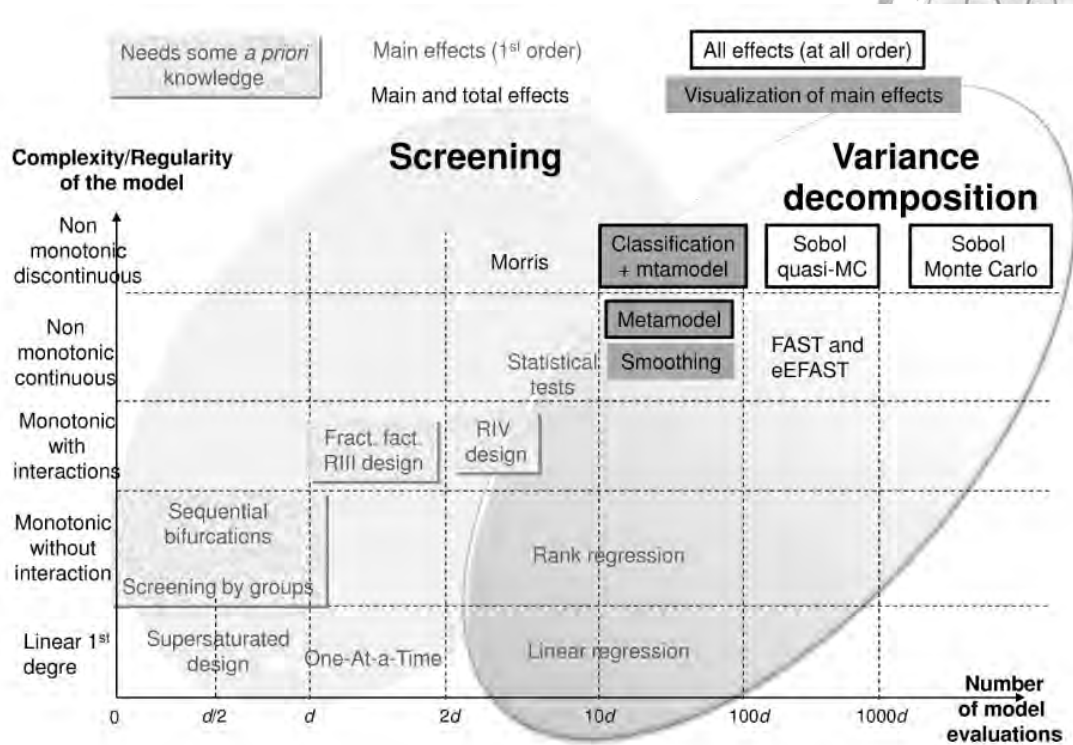 Needs some a priori
knowledge
Main effects (1st order)
Main and total effects
All effects (at all order)
Visualization of main effects
Complexity/Regularity
of the model
Screening
Variance
decomposition
Non
monotonic
discontinuous
Morris
Classification
+ mtamodel
Sobol
quasi-MC
Sobol
Monte Carlo
Non
monotonic
continuous
Statistical
tests
Metamodel
Smoothing
FAST and
eEFAST
Monotonic
with
interactions
Fract. fact.
RIII design
RIV
design
Monotonic
without
interaction
Sequential
bifurcations
Screening by groups
Rank regression
Linear 1st
degre
Supersaturated
design
One-At-a-Time
Linear regression
0
d/2
d
2d
10d
100d
1000d
Number
of model
evaluations